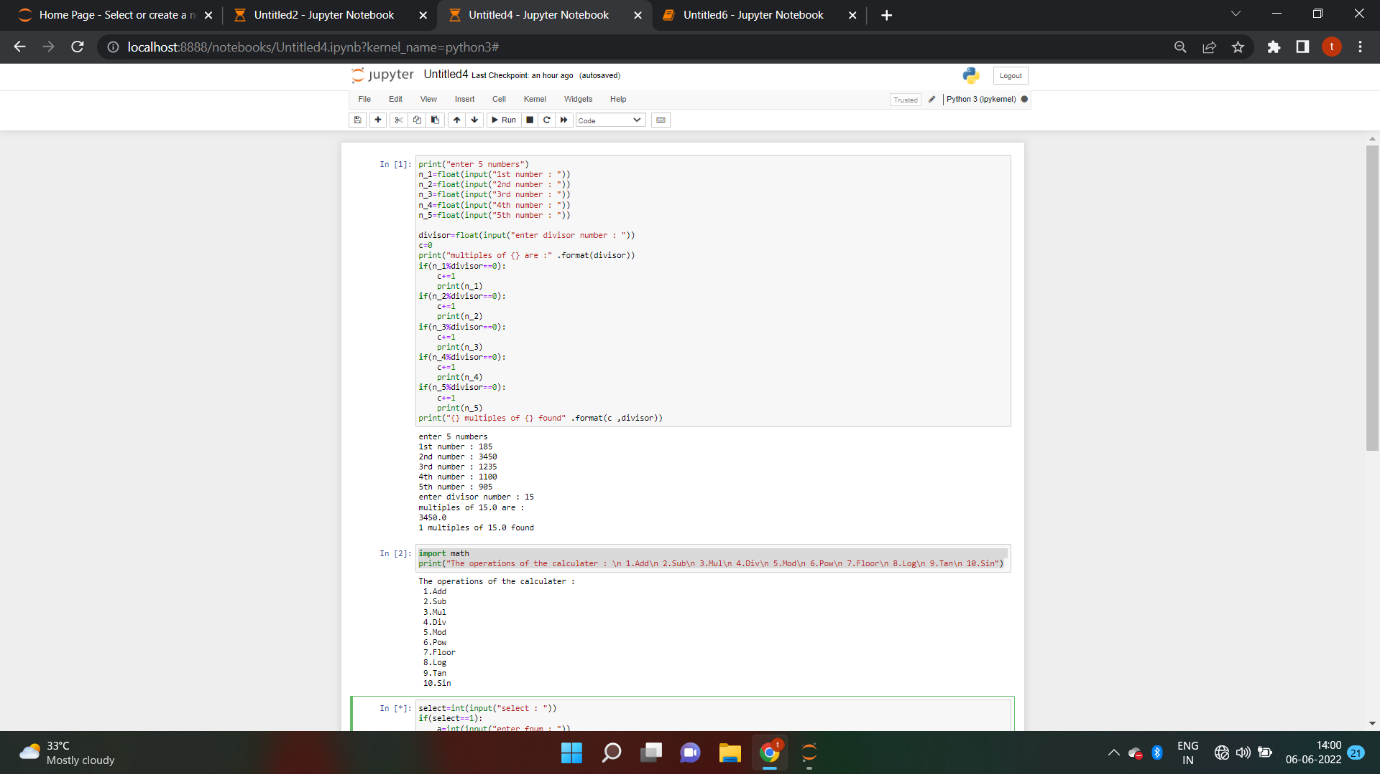 Home Page - Select or create a n
Untitled2 - Jupyter Notebook
Untitled4 - Jupyter Notebook
Untitled6 - Jupyter Notebook
localhost:8888/notebooks/Untitled4.ipynb?kernel_name=python3#
t
jupyter Untitled4 Last Checkpoint: an hour ago (autosaved)
Logout
File Edit View Insert Cell Kernel Widgets Help
Trusted
Python 3 (ipykernel)
Run
Code
In [1]: print("enter 5 numbers")
n_1=float(input("1st number : "))
n_2=float(input("2nd number : "))
n_3=float(input("3rd number : "))
n_4=float(input("4th number : "))
n_5=float(input("5th number : "))
divisor=float(input("enter divisor number : "))
c=0
print("multiples of {} are :" .format(divisor))
if(n_1%divisor==0):
c+=1
print(n_1)
if(n_2%divisor==0):
c+=1
print(n_2)
if(n_3%divisor==0):
c+=1
print(n_3)
if(n_4%divisor==0):
c+=1
print(n_4)
if(n_5%divisor==0):
c+=1
print(n_5)
print("{} multiples of {} found" .format(c ,divisor))
enter 5 numbers
1st number : 185
2nd number : 3450
3rd number : 1235
4th number : 1100
5th number : 905
enter divisor number : 15
multiples of 15.0 are :
3450.0
1 multiples of 15.0 found
In [2]: import math
print("The operations of the calculater : \n 1.Add\n 2.Sub\n 3.Mul\n 4.Div\n 5.Mod\n 6.Pow\n 7.Floor\n 8.Log\n 9.Tan\n 10.Sin")
The operations of the calculater :
1.Add
2.Sub
3.Mul
4.Div
5.Mod
6.Pow
7.Floor
8.Log
9.Tan
10.Sin
In [*]: select=int(input("select : "))
if(select==1):
a=int(input("enter fnum : "))
33°C
Mostly cloudy
ENG
IN
14:00
06-06-2022
21